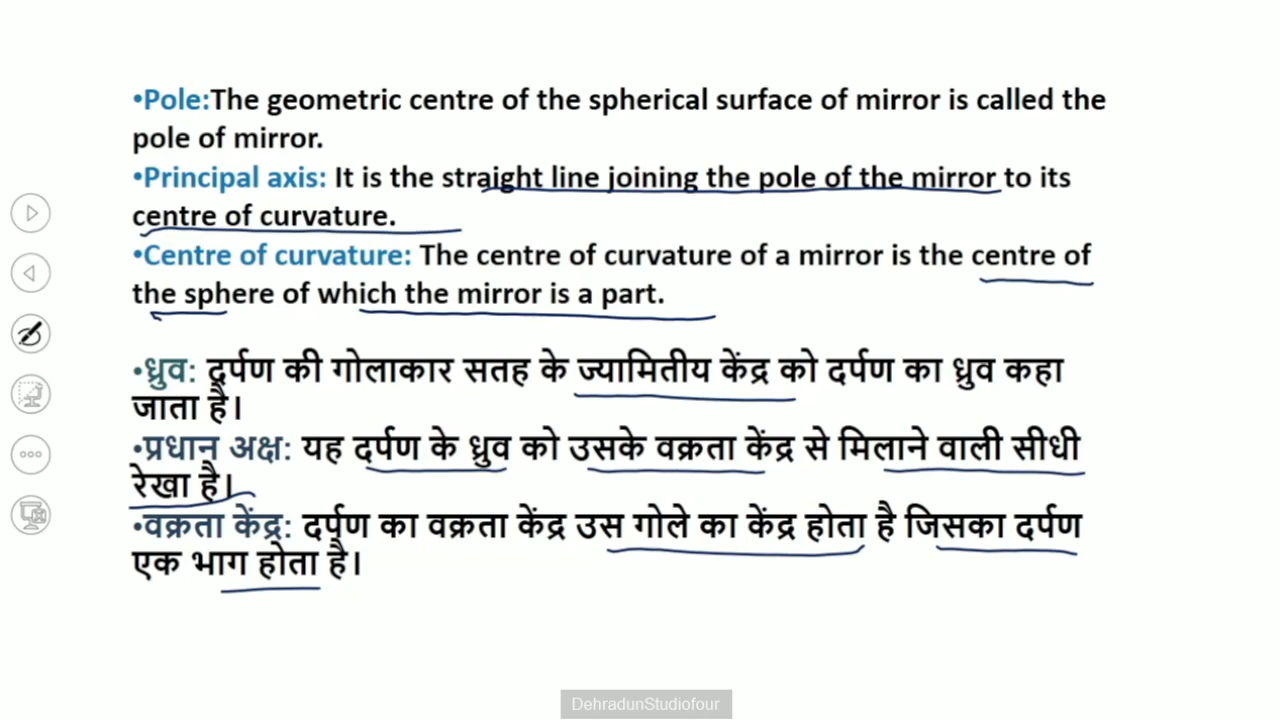 •Pole:The geometric centre of the spherical surface of mirror is called the
pole of mirror.
•Principal axis: It is the straight line joining the pole of the mirror to its
centre of curvature.
•Centre of curvature: The centre of curvature of a mirror is the centre of
the sphere of which the mirror is a part.
•ध्रुव: दर्पण की गोलाकार सतह के ज्यामितीय केंद्र को दर्पण का ध्रुव कहा
जाता है।
•प्रधान अक्ष: यह दर्पण के ध्रुव को उसके वक्रता केंद्र से मिलाने वाली सीधी
रेखा है।
•वक्रता केंद्र: दर्पण का वक्रता केंद्र उस गोले का केंद्र होता है जिसका दर्पण
एक भाग होता है।
DehradunStudiofour